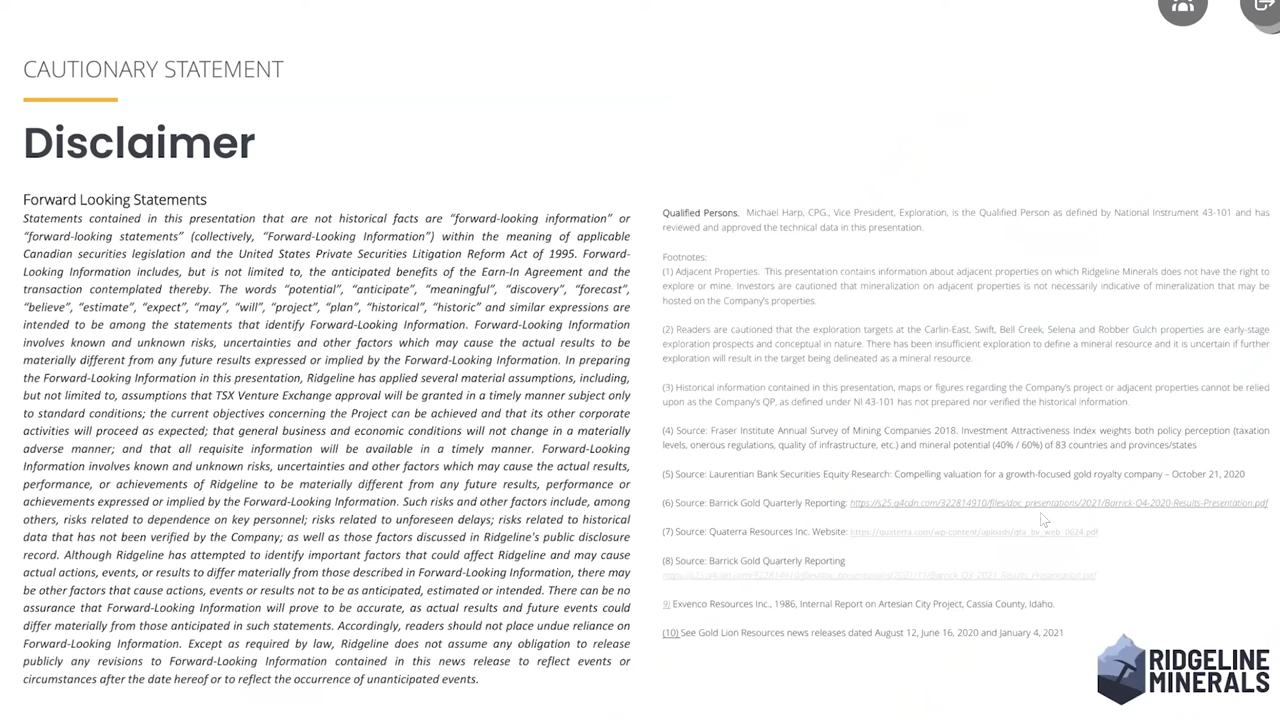 CAUTIONARY STATEMENT
Disclaimer
Forward Looking Statements
Statements contained in this presentation that are not historical facts are “forward-looking information” or
“forward-looking statements” (collectively, “Forward-Looking Information”) within the meaning of applicable
Canadian securities legislation and the United States Private Securities Litigation Reform Act of 1995. Forward-
Looking Information includes, but is not limited to, the anticipated benefits of the Earn-In Agreement and the
transaction contemplated thereby. The words “potential”, “anticipate”, “meaningful”, “discovery”, “forecast”,
“believe”, “estimate”, “expect”, “may”, “will”, “project”, “plan”, “historical”, “historic” and similar expressions are
intended to be among the statements that identify Forward-Looking Information. Forward-Looking Information
involves known and unknown risks, uncertainties and other factors which may cause the actual results to be
materially different from any future results expressed or implied by the Forward-Looking Information. In preparing
the Forward-Looking Information in this presentation, Ridgeline has applied several material assumptions, including,
but not limited to, assumptions that TSX Venture Exchange approval will be granted in a timely manner subject only
to standard conditions; the current objectives concerning the Project can be achieved and that its other corporate
activities will proceed as expected; that general business and economic conditions will not change in a materially
adverse manner; and that all requisite information will be available in a timely manner. Forward-Looking
Information involves known and unknown risks, uncertainties and other factors which may cause the actual results,
performance, or achievements of Ridgeline to be materially different from any future results, performance or
achievements expressed or implied by the Forward-Looking Information. Such risks and other factors include, among
others, risks related to dependence on key personnel; risks related to unforeseen delays; risks related to historical
data that has not been verified by the Company; as well as those factors discussed in Ridgeline's public disclosure
record. Although Ridgeline has attempted to identify important factors that could affect Ridgeline and may cause
actual actions, events, or results to differ materially from those described in Forward-Looking Information, there may
be other factors that cause actions, events or results not to be as anticipated, estimated or intended. There can be no
assurance that Forward-Looking Information will prove to be accurate, as actual results and future events could
differ materially from those anticipated in such statements. Accordingly, readers should not place undue reliance on
Forward-Looking Information. Except as required by law, Ridgeline does not assume any obligation to release
publicly any revisions to Forward-Looking Information contained in this news release to reflect events or
circumstances after the date hereof or to reflect the occurrence of unanticipated events.
Qualified Persons. Michael Harp, CPG., Vice President, Exploration, is the Qualified Person as defined by National Instrument 43-101 and has
reviewed and approved the technical data in this presentation.
Footnotes:
(1) Adjacent Properties. This presentation contains information about adjacent properties on which Ridgeline Minerals does not have the right to
explore or mine. Investors are cautioned that mineralization on adjacent properties is not necessarily indicative of mineralization that may be
hosted on the Company's properties.
(2) Readers are cautioned that the exploration targets at the Carlin-East, Swift, Bell Creek, Selena and Robber Gulch properties are early-stage
exploration prospects and conceptual in nature. There has been insufficient exploration to define a mineral resource and it is uncertain if further
exploration will result in the target being delineated as a mineral resource.
(3) Historical information contained in this presentation, maps or figures regarding the Company's project or adjacent properties cannot be relied
upon as the Company's QP, as defined under NI 43-101 has not prepared nor verified the historical information.
(4) Source: Fraser Institute Annual Survey of Mining Companies 2018. Investment Attractiveness Index weights both policy perception (taxation
levels, onerous regulations, quality of infrastructure, etc.) and mineral potential (40% / 60%) of 83 countries and provinces/states
(5) Source: Laurentian Bank Securities Equity Research: Compelling valuation for a growth-focused gold royalty company – October 21, 2020
(6) Source: Barrick Gold Quarterly Reporting: https://s25.q4cdn.com/322814910/files/doc_presentations/2021/Barrick-Q4-2020-Results-Presentation.pdf
(7) Source: Quaterra Resources Inc. Website: https://quaterra.com/wp-content/uploads/qta_bv_web_0624.pdf
(8) Source: Barrick Gold Quarterly Reporting
9) Exvenco Resources Inc., 1986, Internal Report on Artesian City Project, Cassia County, Idaho.
(10) See Gold Lion Resources news releases dated August 12, June 16, 2020 and January 4, 2021
RIDGELINE
MINERALS